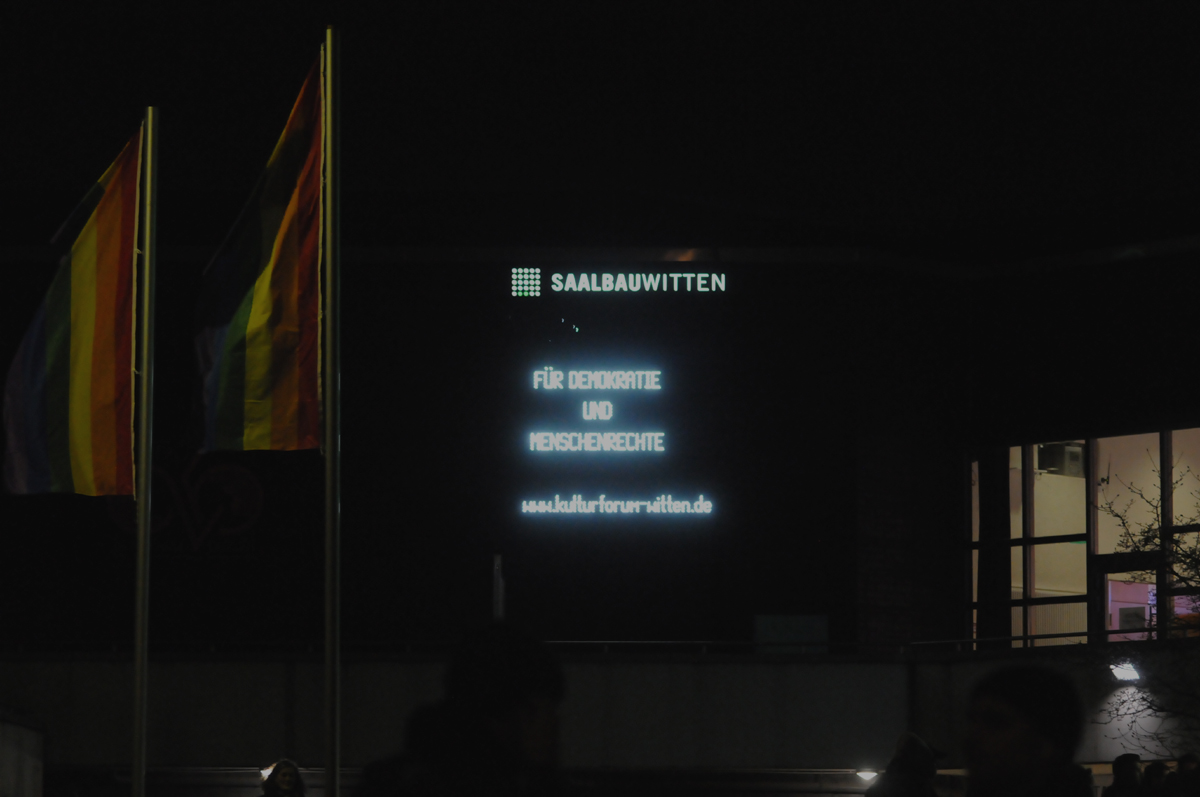 SAALBAUWITTEN
FÜR DEMOKRATIE
UND
MENSCHENRECHTE
www.kulturforum-witten.de